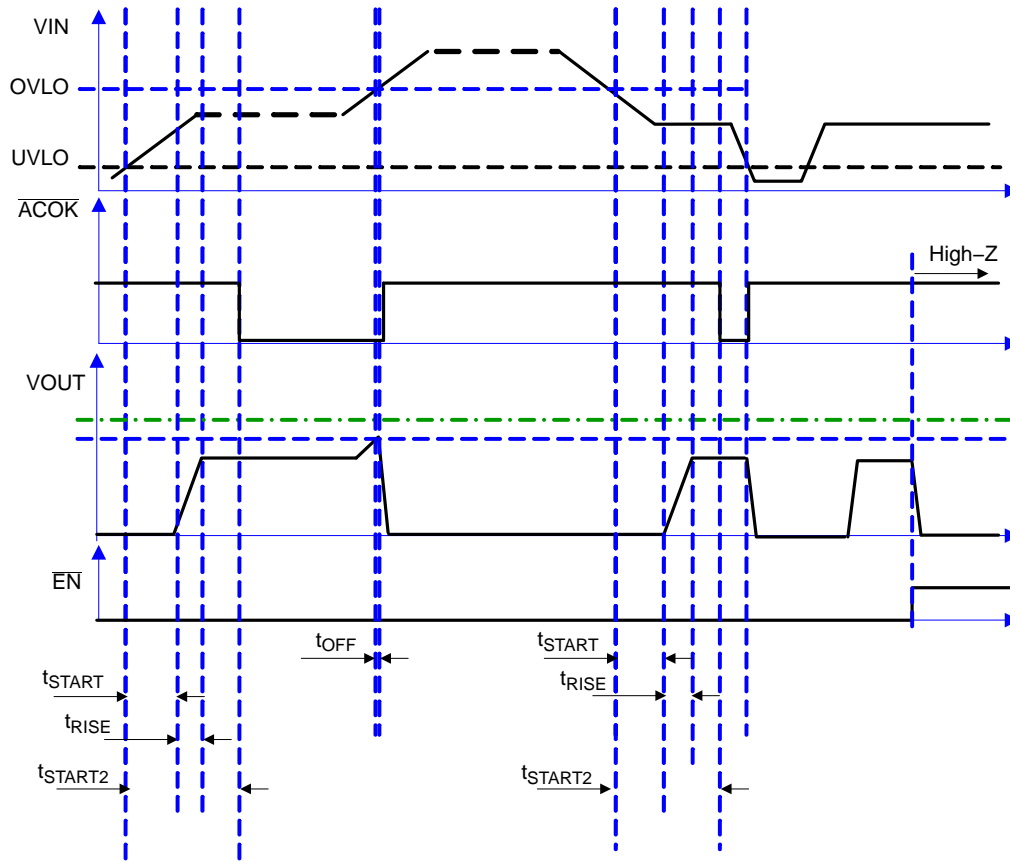 VIN
OVLO
UVLO
ACOK
High–Z
VOUT
EN
tOFF
tSTART
tSTART
tRISE
tRISE
tSTART2
tSTART2